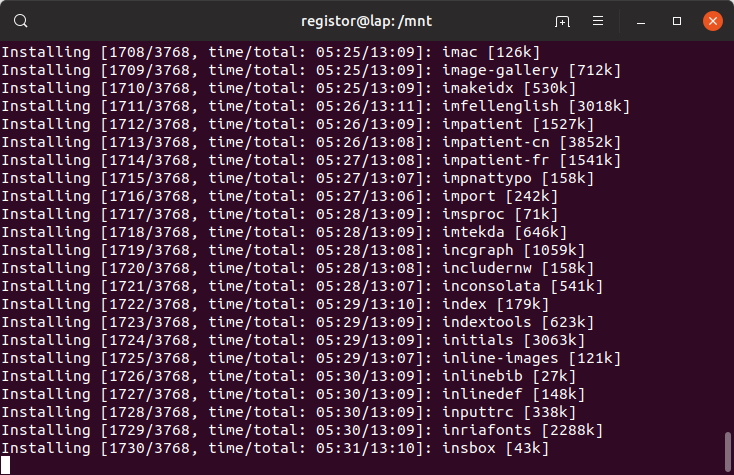 registor@lap: /mnt
Installing [1708/3768, time/total: 05:25/13:09]: imac [126k]
Installing [1709/3768, time/total: 05:25/13:09]: image-gallery [712k]
Installing [1710/3768, time/total: 05:25/13:09]: imakeidx [530k]
Installing [1711/3768, time/total: 05:26/13:11]: imfellenglish [3018k]
Installing [1712/3768, time/total: 05:26/13:09]: impatient [1527k]
Installing [1713/3768, time/total: 05:26/13:08]: impatient-cn [3852k]
Installing [1714/3768, time/total: 05:27/13:08]: impatient-fr [1541k]
Installing [1715/3768, time/total: 05:27/13:07]: impnattypo [158k]
Installing [1716/3768, time/total: 05:27/13:06]: import [242k]
Installing [1717/3768, time/total: 05:28/13:09]: imsproc [71k]
Installing [1718/3768, time/total: 05:28/13:09]: imtekda [646k]
Installing [1719/3768, time/total: 05:28/13:08]: incgraph [1059k]
Installing [1720/3768, time/total: 05:28/13:08]: includernw [158k]
Installing [1721/3768, time/total: 05:28/13:07]: inconsolata [541k]
Installing [1722/3768, time/total: 05:29/13:10]: index [179k]
Installing [1723/3768, time/total: 05:29/13:09]: indextools [623k]
Installing [1724/3768, time/total: 05:29/13:09]: initials [3063k]
Installing [1725/3768, time/total: 05:29/13:07]: inline-images [121k]
Installing [1726/3768, time/total: 05:30/13:09]: inlinebib [27k]
Installing [1727/3768, time/total: 05:30/13:09]: inlinedef [148k]
Installing [1728/3768, time/total: 05:30/13:09]: inputtrc [338k]
Installing [1729/3768, time/total: 05:30/13:09]: inriafonts [2288k]
Installing [1730/3768, time/total: 05:31/13:10]: insbox [43k]